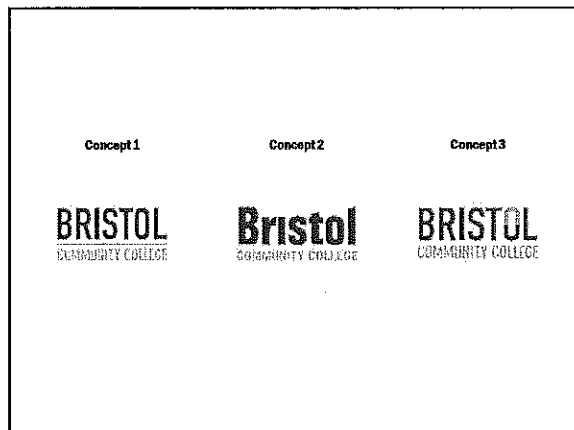 Concept 1 Concept 2 Concept 3
BRISTOL Bristol BRISTOL
COMMUNITY COLLEGE COMMUNITY COLLEGE COMMUNITY COLLEGE